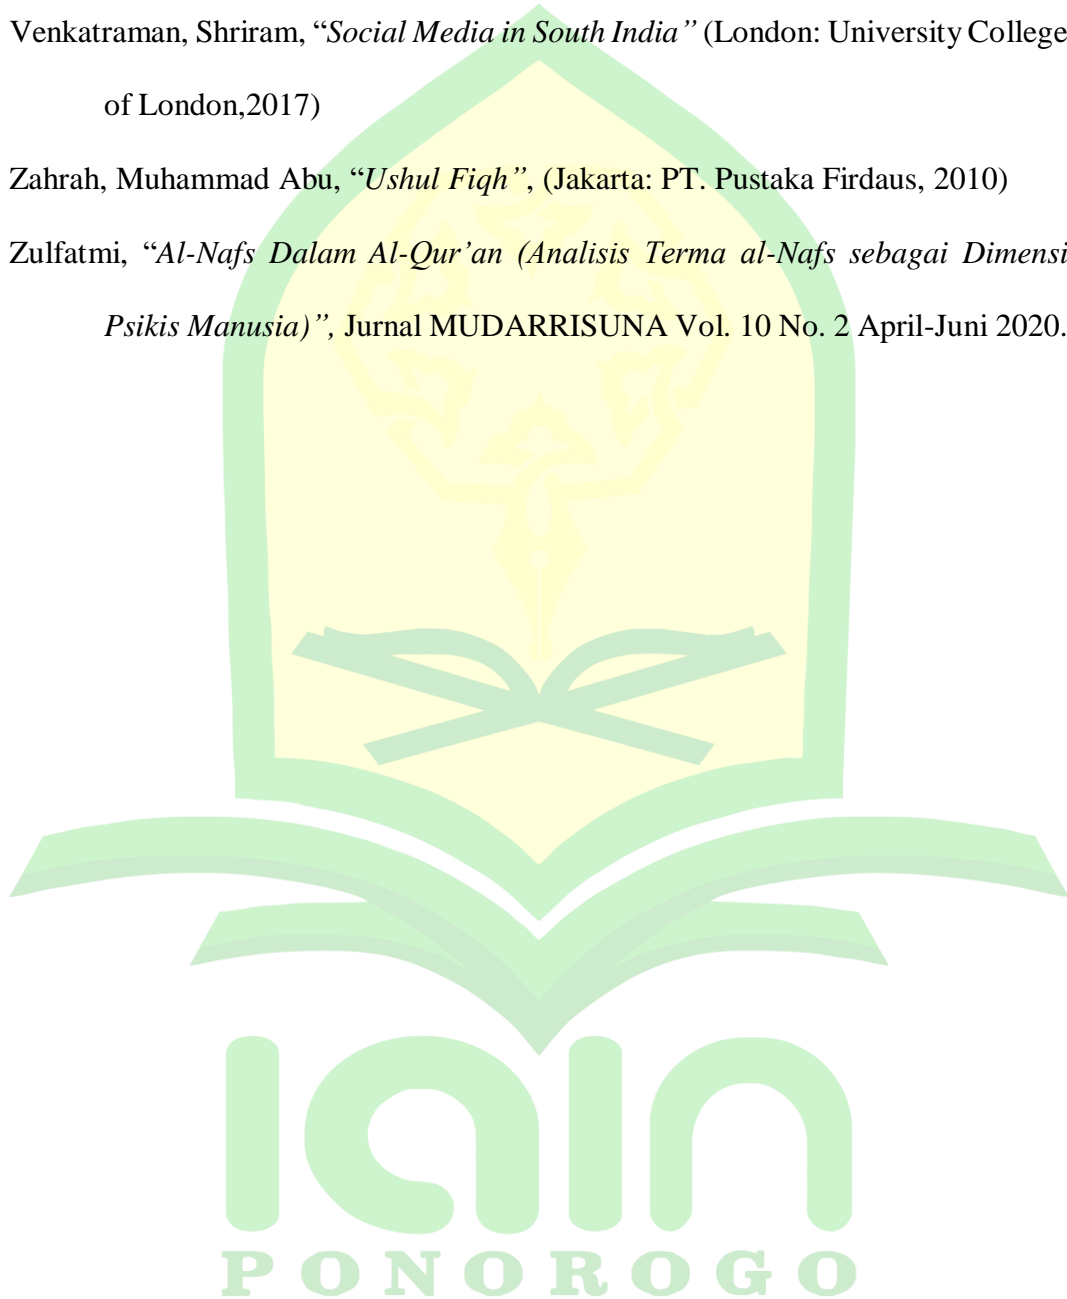 Venkatraman, Shriram, “Social Media in South India” (London: University College
of London,2017)
Zahrah, Muhammad Abu, “Ushul Fiqh”, (Jakarta: PT. Pustaka Firdaus, 2010)
Zulfatmi, “Al-Nafs Dalam Al-Qur’an (Analisis Terma al-Nafs sebagai Dimensi
Psikis Manusia)”, Jurnal MUDARRISUNA Vol. 10 No. 2 April-Juni 2020.
iain
PONOROGO